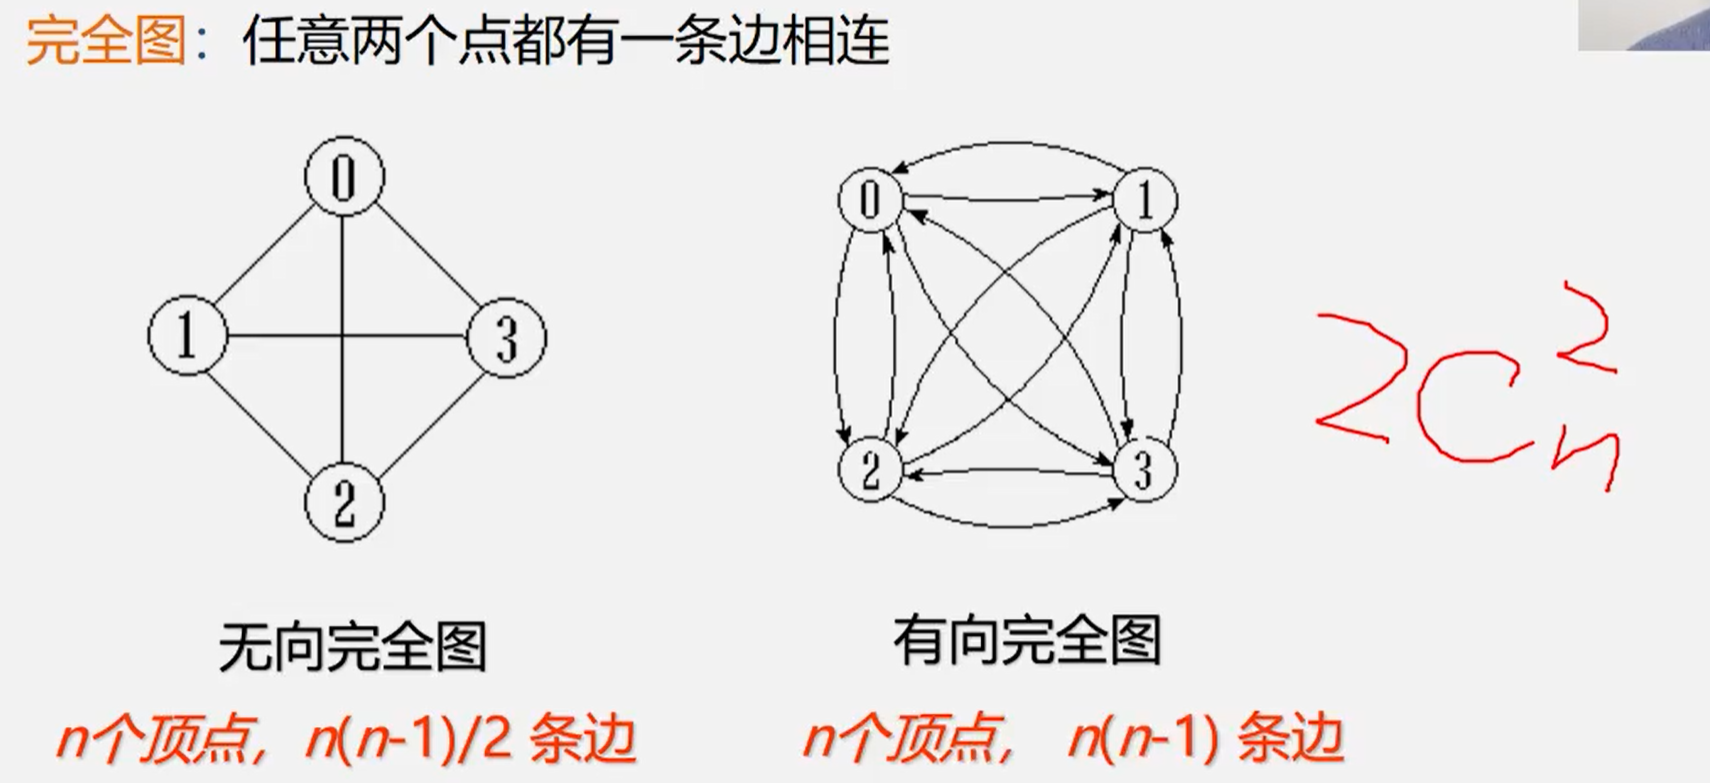 完全图：任意两个点都有一条边相连
0
1
3
2
0
1
2
3
2C
2
n
无向完全图
有向完全图
n个顶点，n(n-1)/2 条边
n个顶点， n(n-1) 条边